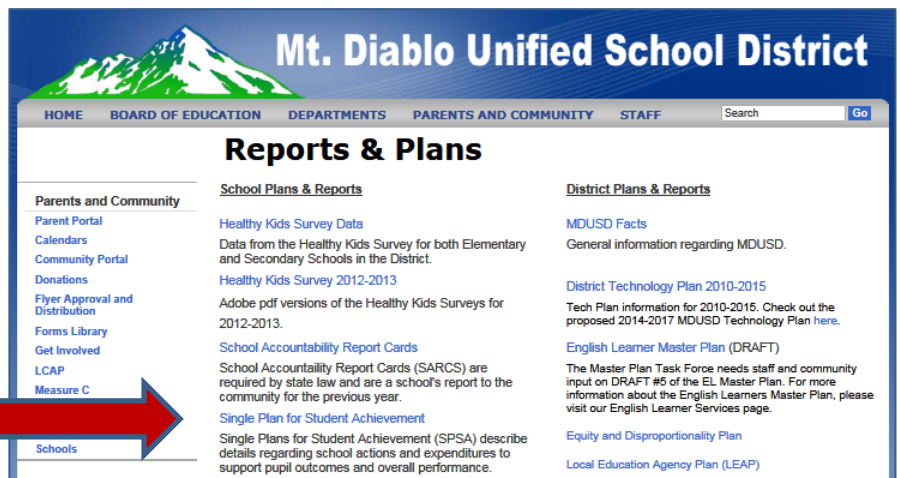 Mt. Diablo Unified School District
HOME BOARD OF EDUCATION DEPARTMENTS PARENTS AND COMMUNITY STAFF Search Go
Reports & Plans
Parents and Community
Parent Portal
Calendars
Community Portal
Donations
Flyer Approval and
Distribution
Forms Library
Get Involved
LCAP
Measure C
Schools
School Plans & Reports
Healthy Kids Survey Data
Data from the Healthy Kids Survey for both Elementary
and Secondary Schools in the District.
Healthy Kids Survey 2012-2013
Adobe pdf versions of the Healthy Kids Surveys for
2012-2013.
School Accountability Report Cards
School Accountaility Report Cards (SARCS) are
required by state law and are a school's report to the
community for the previous year.
Single Plan for Student Achievement
Single Plans for Student Achievement (SPSA) describe
details regarding school actions and expenditures to
support pupil outcomes and overall performance.
District Plans & Reports
MDUSD Facts
General information regarding MDUSD.
District Technology Plan 2010-2015
Tech Plan information for 2010-2015. Check out the
proposed 2014-2017 MDUSD Technology Plan here.
English Learner Master Plan (DRAFT)
The Master Plan Task Force needs staff and community
input on DRAFT #5 of the EL Master Plan. For more
information about the English Learners Master Plan, please
visit our English Learner Services page.
Equity and Disproportionality Plan
Local Education Agency Plan (LEAP)